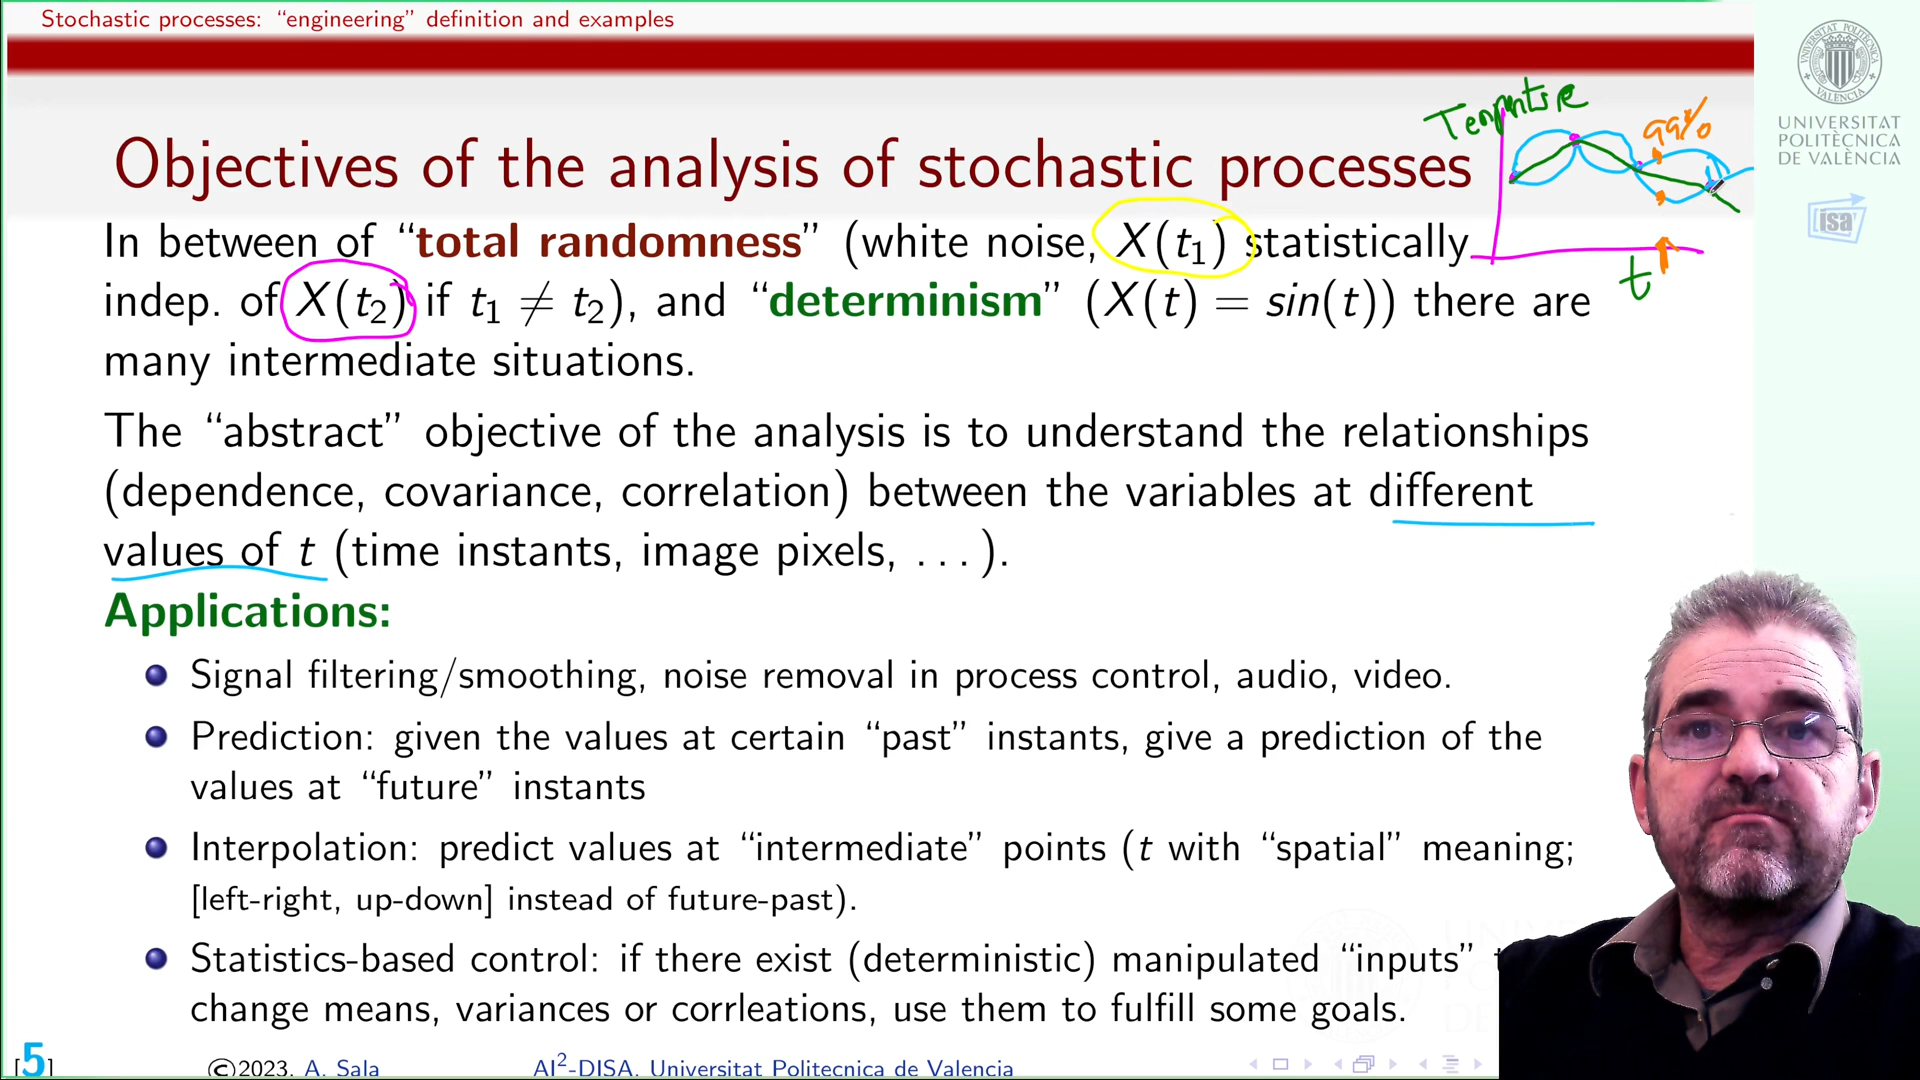 Stochastic processes: “engineering” definition and examples
UNIVERSITAT
POLITÈCNICA
DE VALÈNCIA
isa
99%
t
Objectives of the analysis of stochastic processes
In between of “total randomness” (white noise, X(t₁) statistically
indep. of X(t₂) if t₁ ≠ t₂), and “determinism” (X(t) = sin(t)) there are
many intermediate situations.
The “abstract” objective of the analysis is to understand the relationships
(dependence, covariance, correlation) between the variables at different
values of t (time instants, image pixels, ...).
Applications:
Signal filtering/smoothing, noise removal in process control, audio, video.
Prediction: given the values at certain “past” instants, give a prediction of the
values at “future” instants
Interpolation: predict values at “intermediate” points (t with “spatial” meaning;
[left-right, up-down] instead of future-past).
Statistics-based control: if there exist (deterministic) manipulated “inputs”
change means, variances or corrleations, use them to fulfill some goals.
[5]
©2023, A. Sala
AI²-DISA, Universitat Politecnica de Valencia